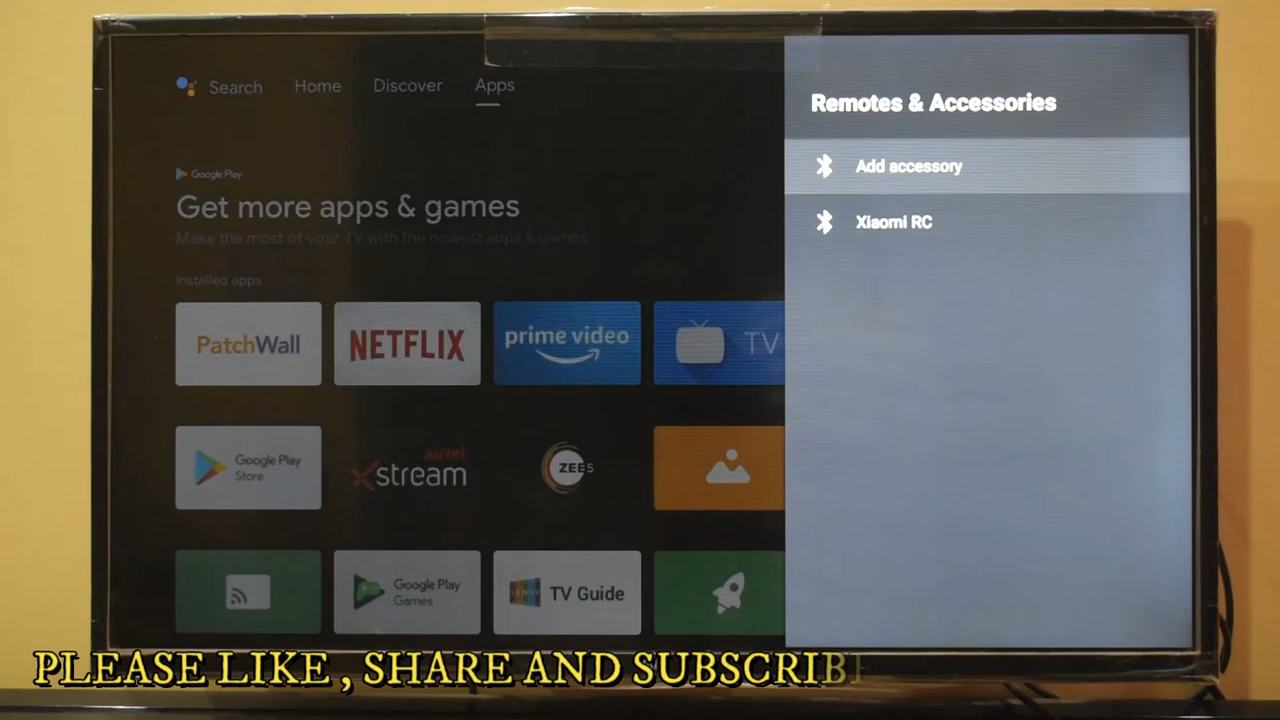 Search Home Discover Apps
Google Play
Get more apps & games
Make the most of your TV with the newest apps & games
Installed apps
PatchWall
NETFLIX
prime video
TV
Google Play
Store
airtel
Xstream
ZEE5
Google Play
Games
TV Guide
Remotes & Accessories
Add accessory
Xiaomi RC
PLEASE LIKE , SHARE AND SUBSCRIBE